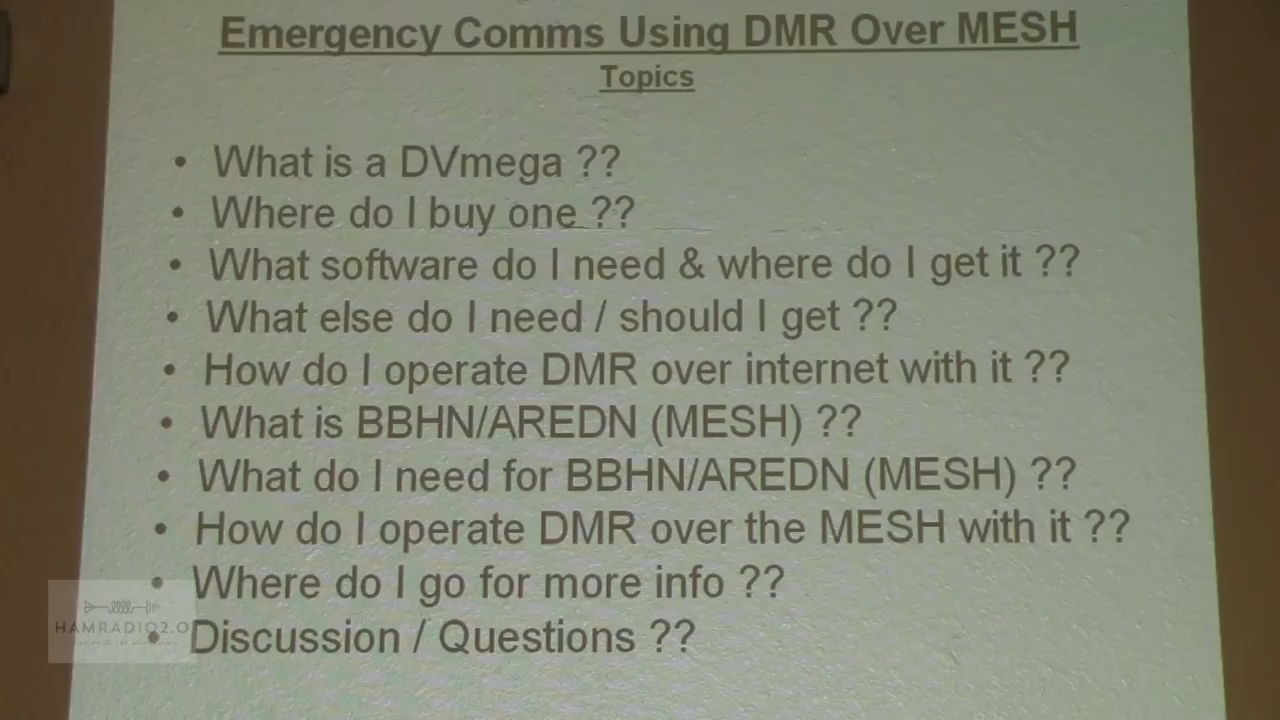 Emergency Comms Using DMR Over MESH
Topics
• What is a DVmega ??
• Where do I buy one ??
• What software do I need & where do I get it ??
• What else do I need / should I get ??
• How do I operate DMR over internet with it ??
• What is BBHN/AREDN (MESH) ??
• What do I need for BBHN/AREDN (MESH) ??
• How do I operate DMR over the MESH with it ??
• Where do I go for more info ??
• Discussion / Questions ??
HAMRADIO2.0